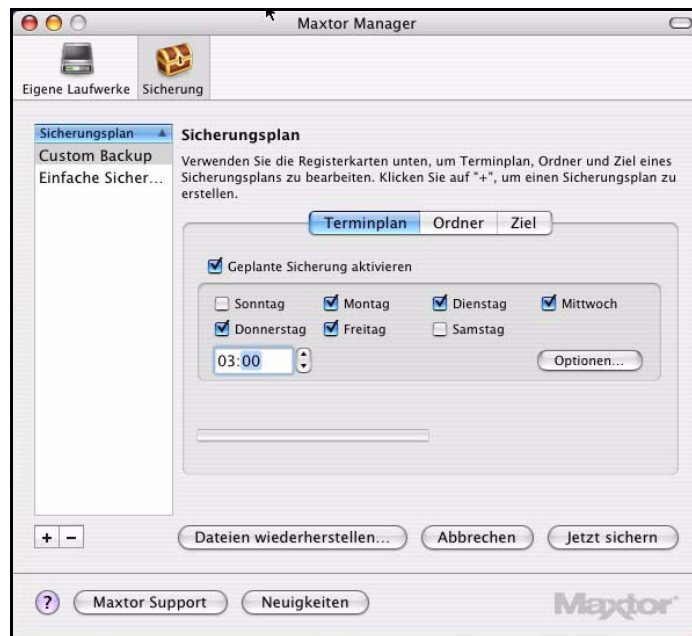 Maxtor Manager
Eigene Laufwerke
Sicherung
Sicherungsplan
Custom Backup
Einfache Sicher...
Sicherungsplan
Verwenden Sie die Registerkarten unten, um Terminplan, Ordner und Ziel eines
Sicherungsplans zu bearbeiten. Klicken Sie auf "+", um einen Sicherungsplan zu
erstellen.
Terminplan Ordner Ziel
Geplante Sicherung aktivieren
Sonntag Montag Dienstag Mittwoch
Donnerstag Freitag Samstag
03:00
Optionen...
+ −
Dateien wiederherstellen... Abbrechen Jetzt sichern
? Maxtor Support Neuigkeiten
Maxtor